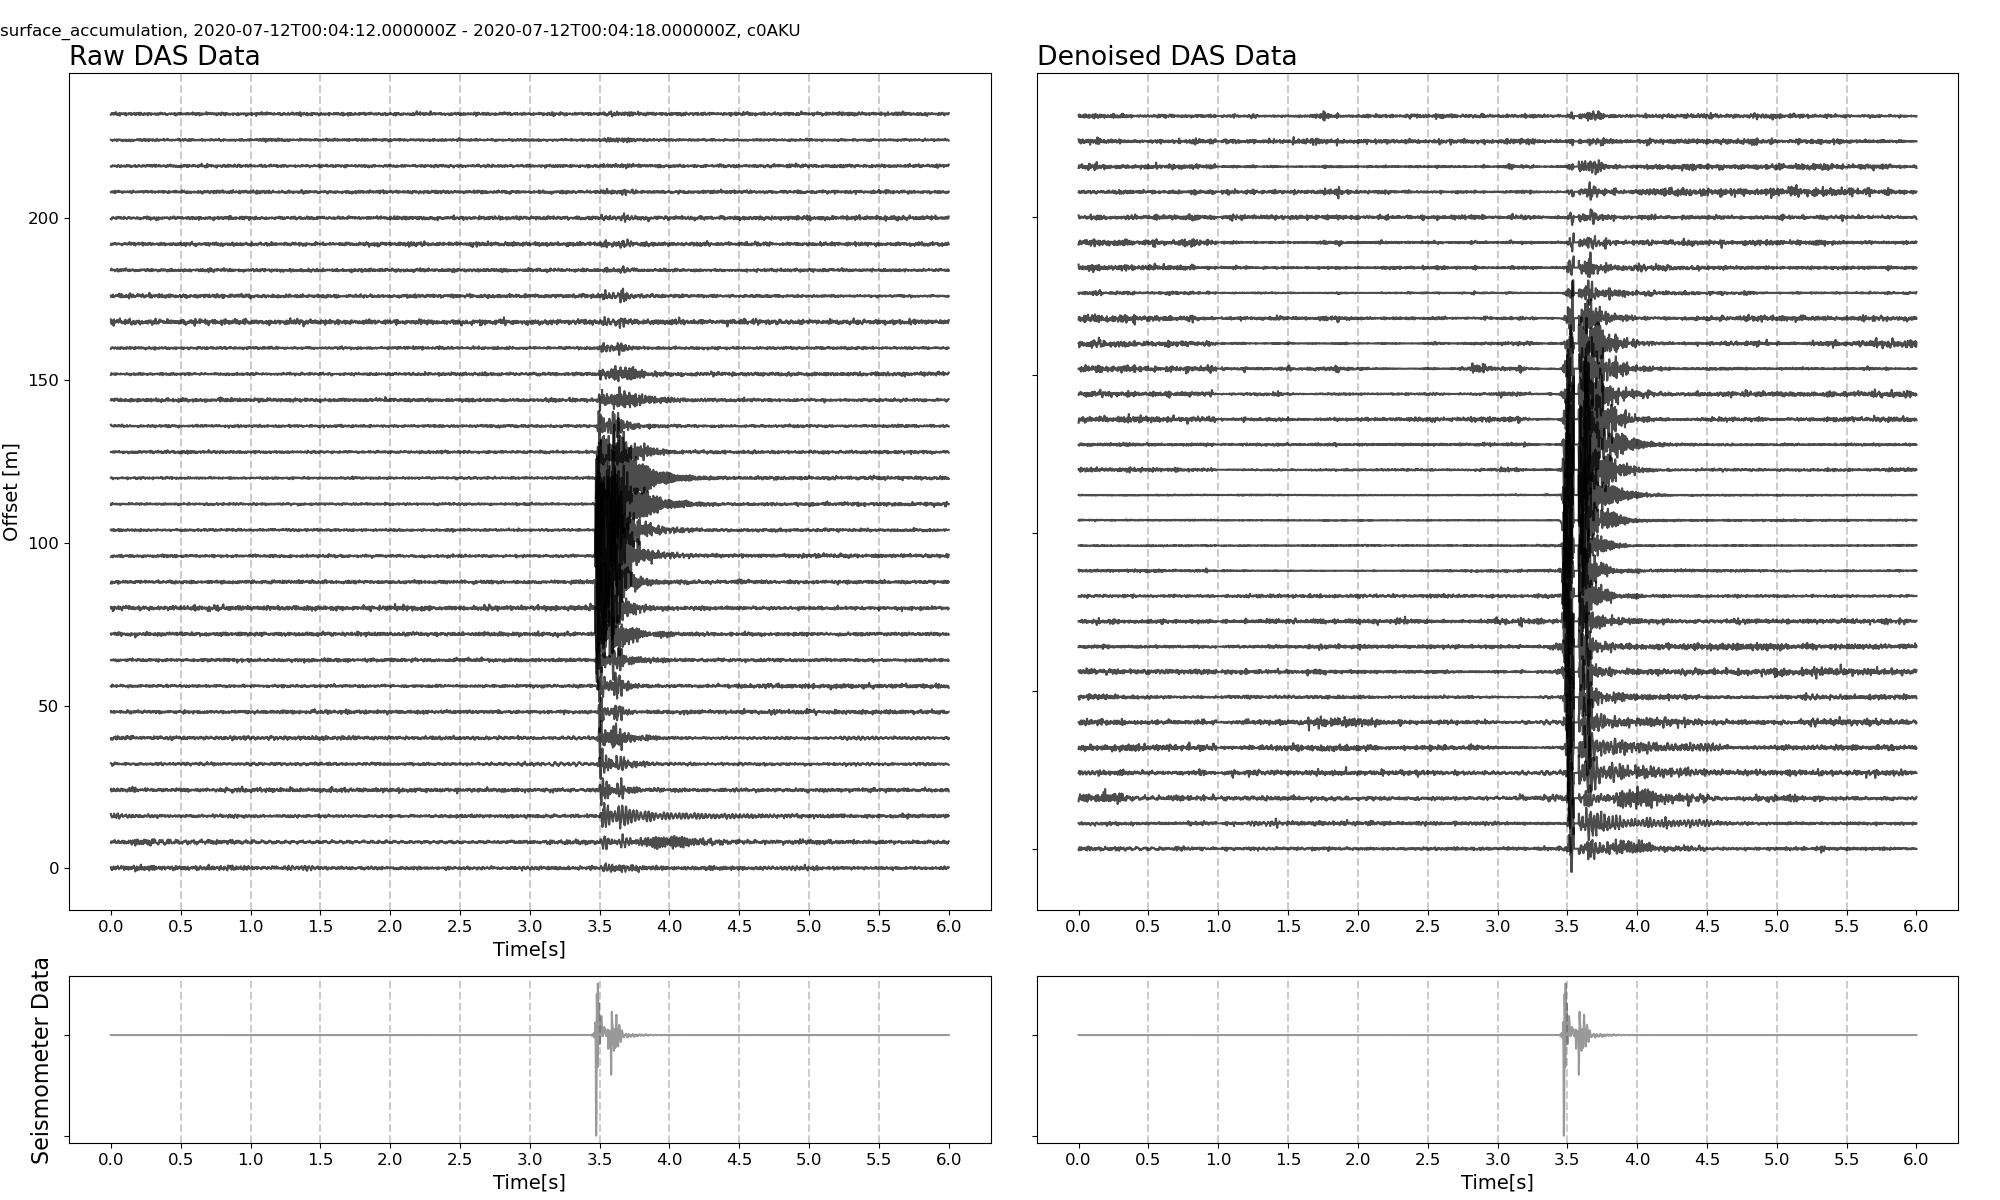 surface_accumulation, 2020-07-12T00:04:12.000000Z - 2020-07-12T00:04:18.000000Z, c0AKU
Raw DAS Data
Denoised DAS Data
Offset [m]
200
150
100
50
0
0.0 0.5 1.0 1.5 2.0 2.5 3.0 3.5 4.0 4.5 5.0 5.5 6.0
Time[s]
0.0 0.5 1.0 1.5 2.0 2.5 3.0 3.5 4.0 4.5 5.0 5.5 6.0
Seismometer Data
0.0 0.5 1.0 1.5 2.0 2.5 3.0 3.5 4.0 4.5 5.0 5.5 6.0
Time[s]
0.0 0.5 1.0 1.5 2.0 2.5 3.0 3.5 4.0 4.5 5.0 5.5 6.0
Time[s]